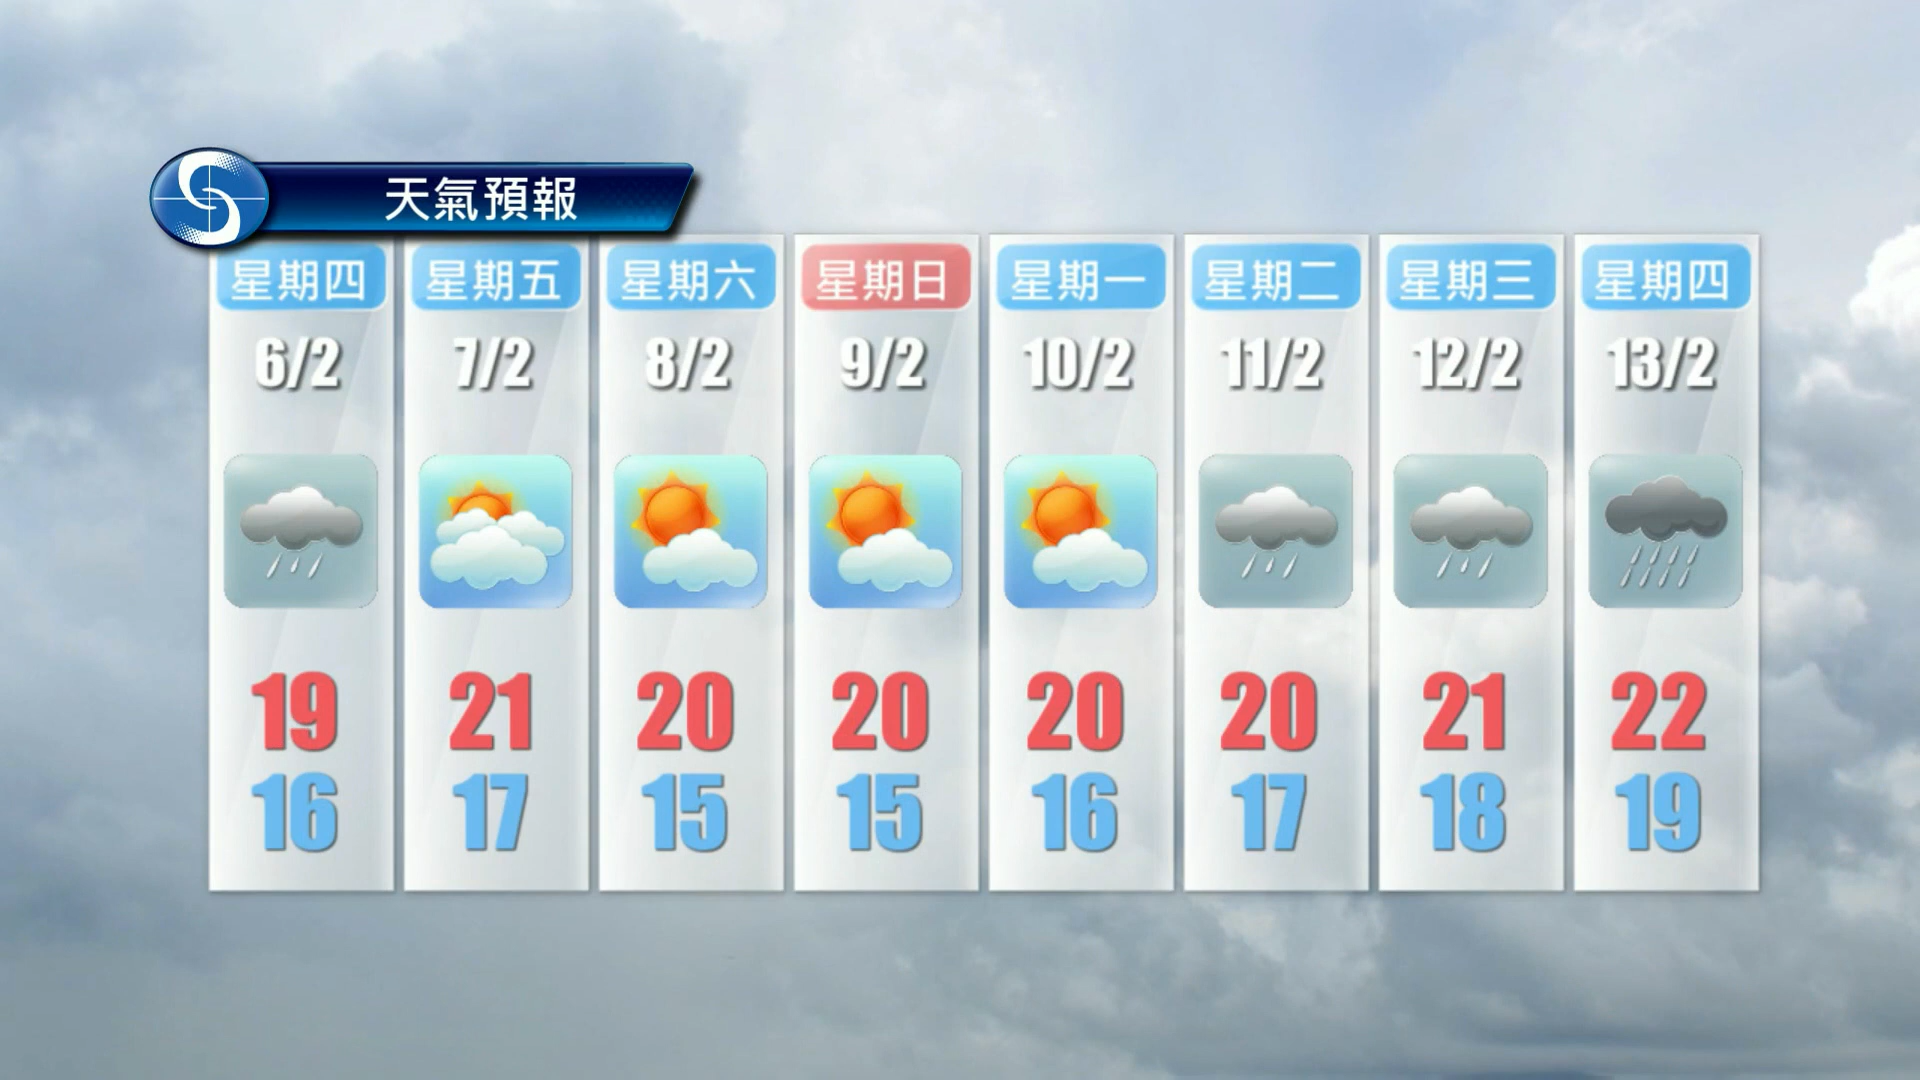 天氣預報
星期四 星期五 星期六 星期日 星期一 星期二 星期三 星期四
6/2 7/2 8/2 9/2 10/2 11/2 12/2 13/2
19 21 20 20 20 20 21 22
16 17 15 15 16 17 18 19